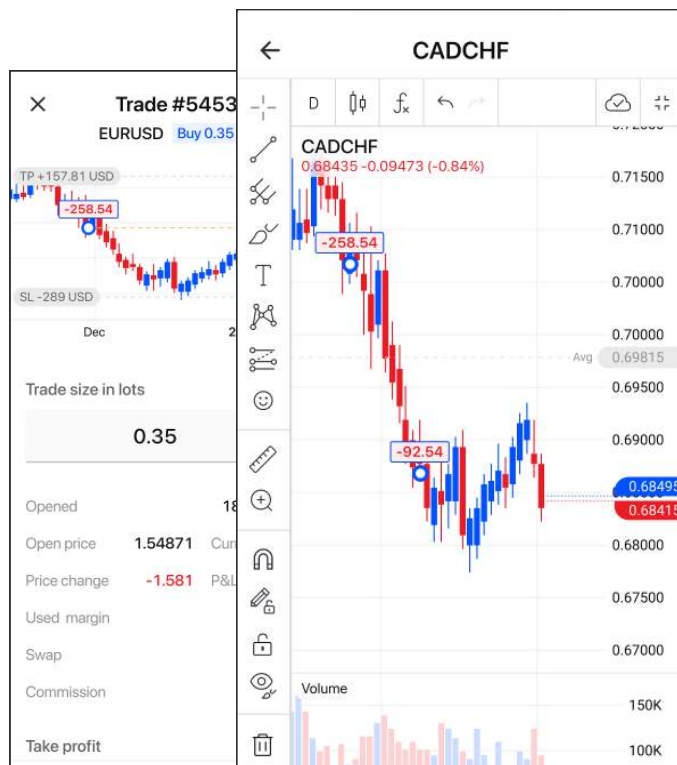 Trade #5453
EURUSD Buy 0.35
TP +157.81 USD
-258.54
SL -289 USD
Dec
Trade size in lots
0.35
Opened
Open price 1.54871
Price change -1.581 P&L
Used margin
Swap
Commission
Take profit
CADCHF
D
CADCHF
0.68435 -0.09473 (-0.84%)
-258.54
-92.54
0.71500
0.71000
0.70000
0.70000
Avg 0.69815
0.69500
0.69000
0.68495
0.68415
0.68000
0.67500
0.67000
Volume
150K
100K